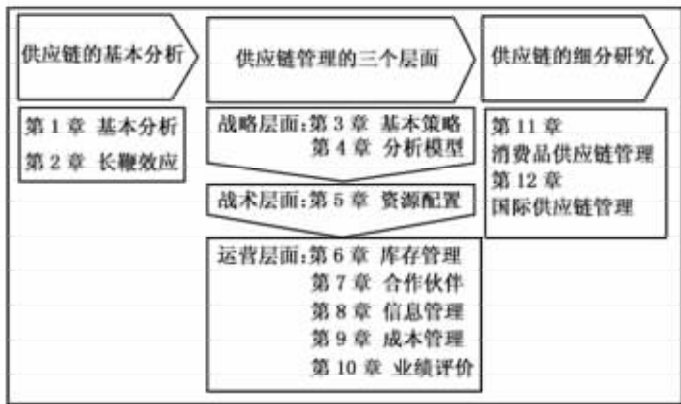 供应链的基本分析
供应链管理的三个层面
供应链的细分研究
第1章 基本分析
第2章 长鞭效应
战略层面:第3章 基本策略
第4章 分析模型
战术层面:第5章 资源配置
运营层面:第6章 库存管理
第7章 合作伙伴
第8章 信息管理
第9章 成本管理
第10章 业绩评价
第11章
消费品供应链管理
第12章
国际供应链管理